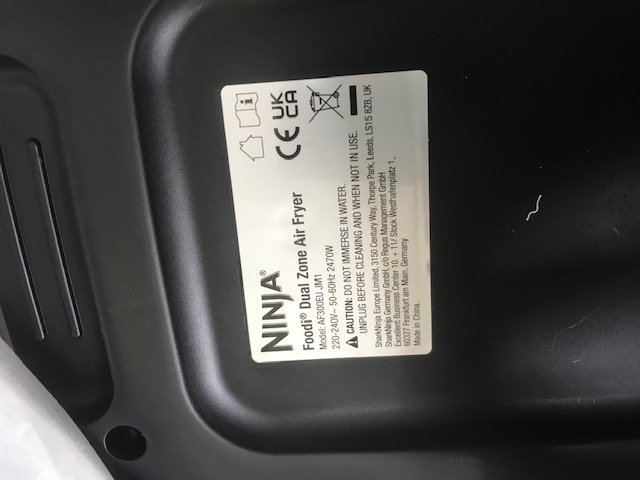 NINJA®
Foodi® Dual Zone Air Fryer
Model: AF300EU JM1
220-240V~ 50-60Hz 2470W
CAUTION: DO NOT IMMERSE IN WATER.
UNPLUG BEFORE CLEANING AND WHEN NOT IN USE.
SharkNinja Europe Limited, 3150 Century Way, Thorpe Park, Leeds, LS15 8ZB, UK
SharkNinja Germany GmbH, c/o Regus Management GmbH
Excellent Business Center 10. + 11/ Stock Westhafenplatz 1,
60327 Frankfurt am Main, Germany
Made in China.
CE
UK
CA
i